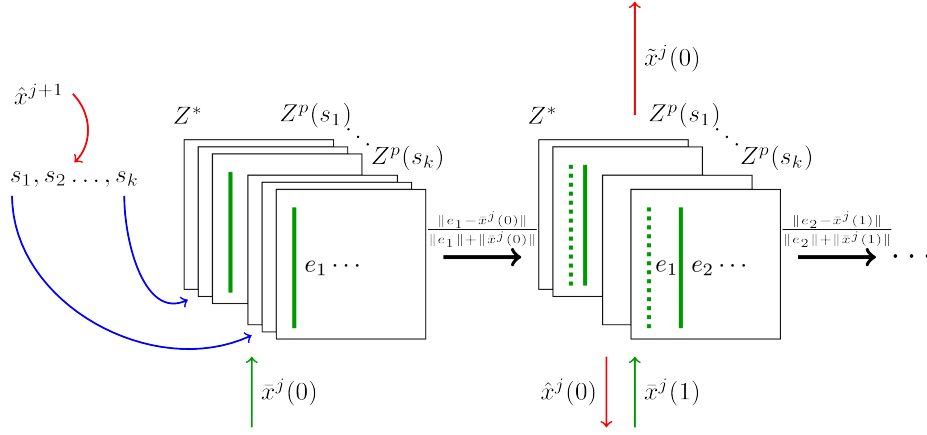 x̃^j(0)
x̂^{j+1}
Z^* Z^p(s_1) ⋱ Z^p(s_k)
Z^* Z^p(s_1) ⋱ Z^p(s_k)
s_1, s_2 …, s_k
e_1 ⋯
‖e_1−x̄^j(0)‖
‖e_1‖+‖x̄^j(0)‖
e_1 e_2 ⋯
‖e_2−x̄^j(1)‖
‖e_2‖+‖x̄^j(1)‖
⋯
x̄^j(0)
x̂^j(0)
x̄^j(1)